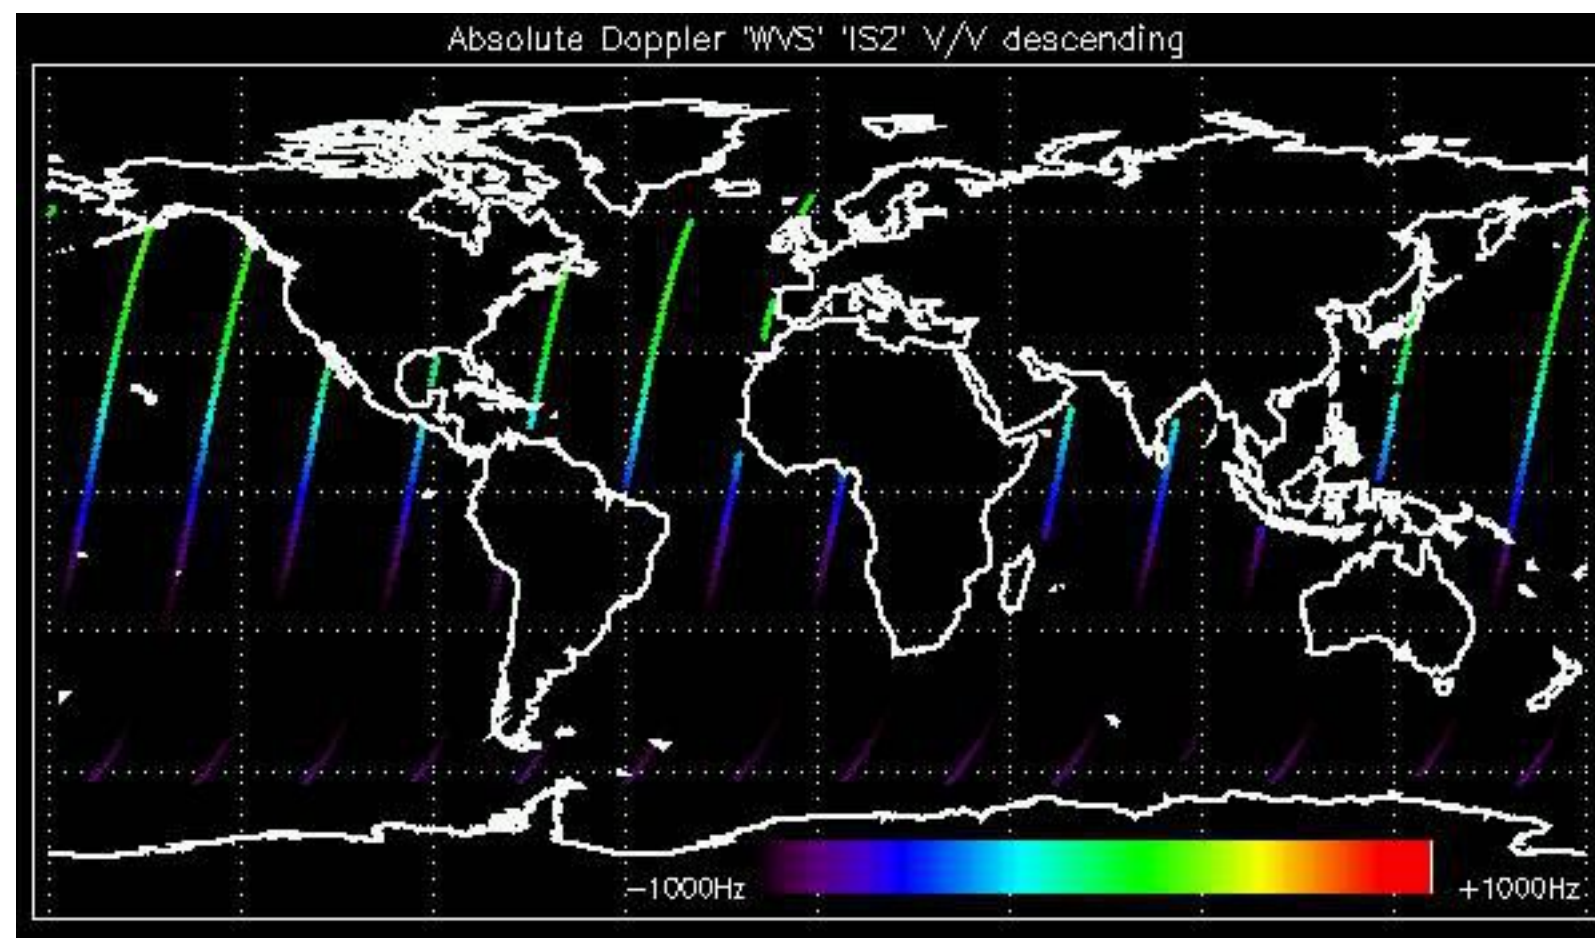 Absolute Doppler 'WVS' 'IS2' V/V descending
-1000Hz
+1000Hz